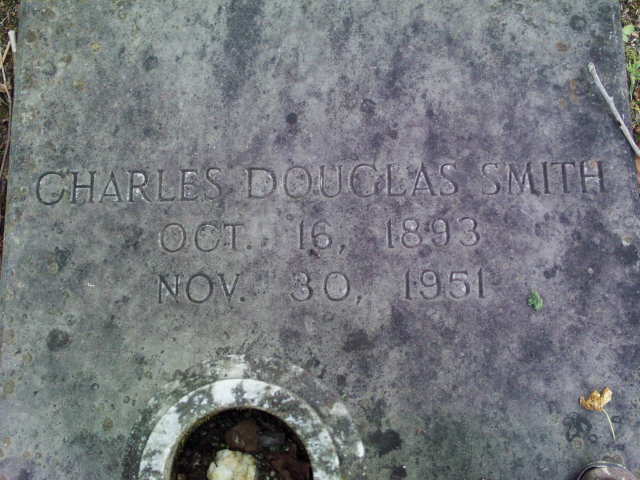 CHARLES DOUGLAS SMITH
OCT. 16, 1893
NOV. 30, 1951